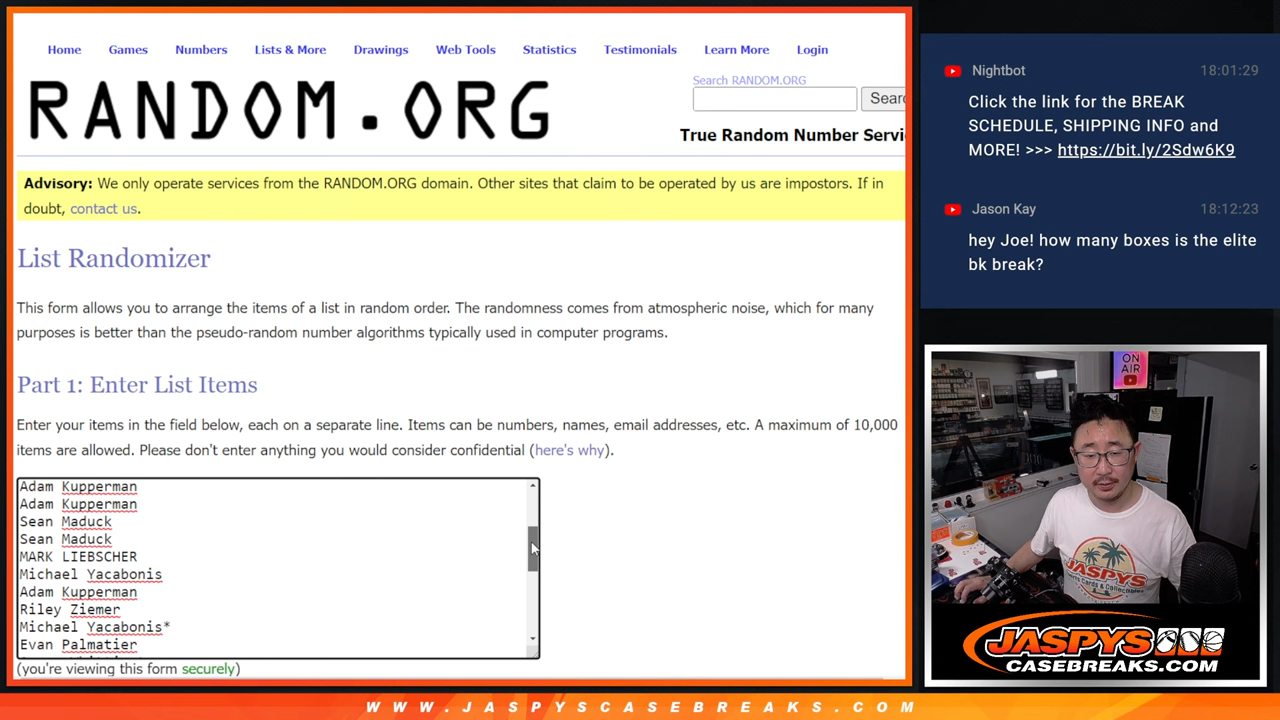 Home Games Numbers Lists & More Drawings Web Tools Statistics Testimonials Learn More Login
RANDOM.ORG
Search RANDOM.ORG
Searc
True Random Number Servi
Advisory: We only operate services from the RANDOM.ORG domain. Other sites that claim to be operated by us are impostors. If in
doubt, contact us.
List Randomizer
This form allows you to arrange the items of a list in random order. The randomness comes from atmospheric noise, which for many
purposes is better than the pseudo-random number algorithms typically used in computer programs.
Part 1: Enter List Items
Enter your items in the field below, each on a separate line. Items can be numbers, names, email addresses, etc. A maximum of 10,000
items are allowed. Please don't enter anything you would consider confidential (here's why).
Adam Kupperman
Adam Kupperman
Sean Maduck
Sean Maduck
MARK LIEBSCHER
Michael Yacabonis
Adam Kupperman
Riley Ziemer
Michael Yacabonis*
Evan Palmatier
(you're viewing this form securely)
Nightbot 18:01:29
Click the link for the BREAK
SCHEDULE, SHIPPING INFO and
MORE! >>> https://bit.ly/2Sdw6K9
Jason Kay 18:12:23
hey Joe! how many boxes is the elite
bk break?
ON
AIR
JASPYS
JASPYS
CASEBREAKS.COM
WWW.JASPYSCASEBREAKS.COM